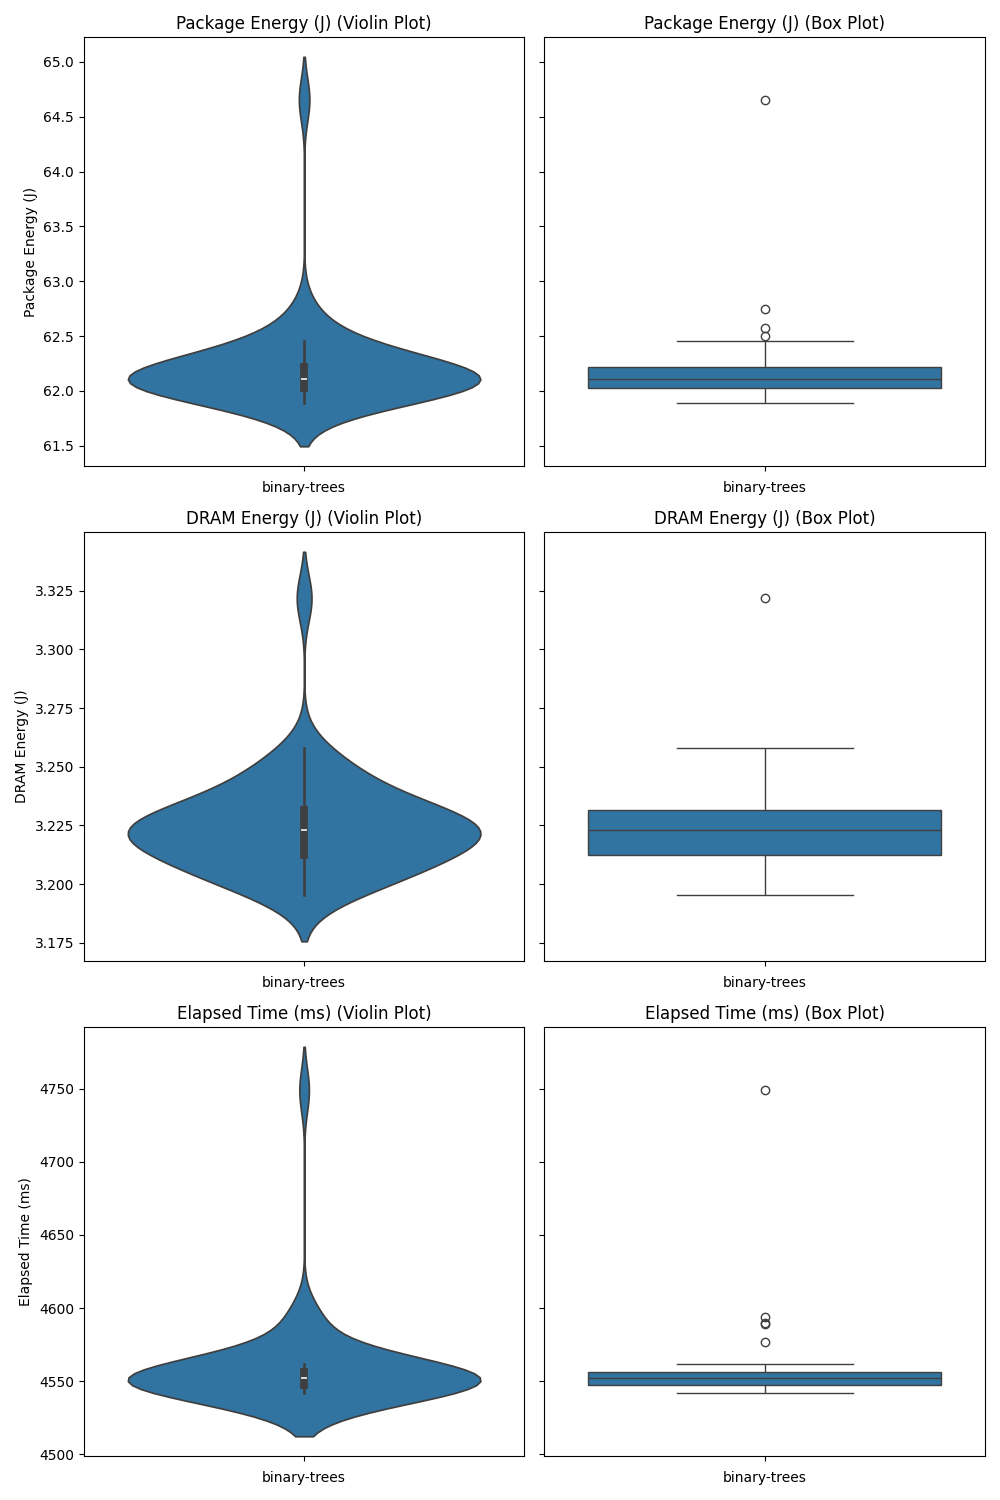 Package Energy (J) (Violin Plot)
Package Energy (J) (Box Plot)
Package Energy (J)
65.0
64.5
64.0
63.5
63.0
62.5
62.0
61.5
binary-trees
binary-trees
DRAM Energy (J) (Violin Plot)
DRAM Energy (J) (Box Plot)
DRAM Energy (J)
3.325
3.300
3.275
3.250
3.225
3.200
3.175
binary-trees
binary-trees
Elapsed Time (ms) (Violin Plot)
Elapsed Time (ms) (Box Plot)
Elapsed Time (ms)
4750
4700
4650
4600
4550
4500
binary-trees
binary-trees